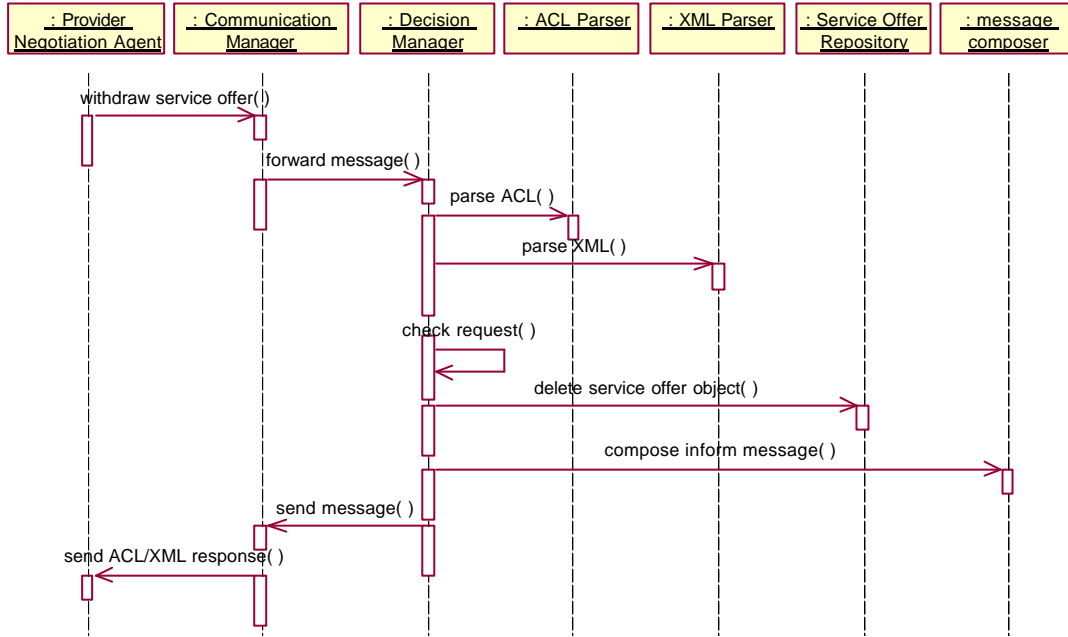 : Provider
Negotiation Agent
: Communication
Manager
: Decision
Manager
: ACL Parser
: XML Parser
: Service Offer
Repository
: message
composer
withdraw service offer( )
forward message( )
parse ACL( )
parse XML( )
check request( )
delete service offer object( )
compose inform message( )
send message( )
send ACL/XML response( )